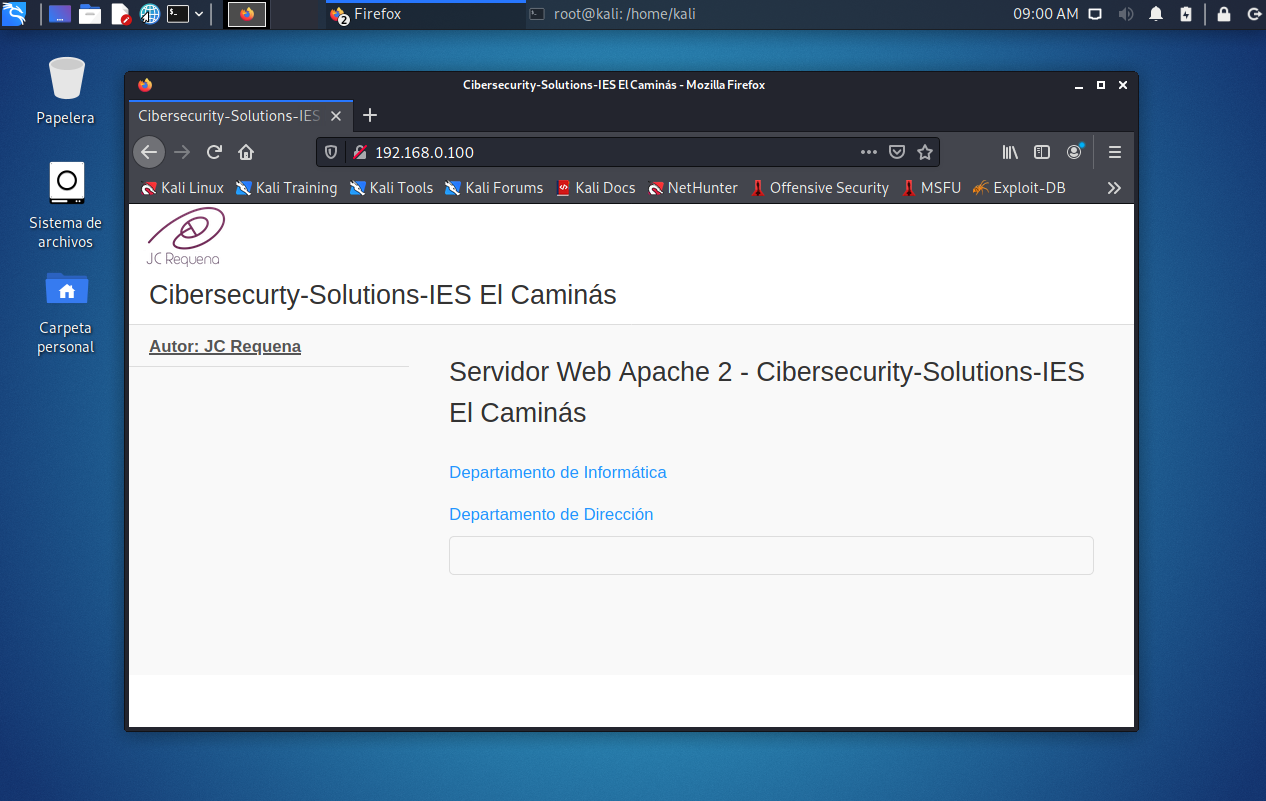 Firefox
2
root@kali: /home/kali
09:00 AM
Papelera
Sistema de
archivos
Carpeta
personal
Cibersecurity-Solutions-IES El Caminás - Mozilla Firefox
Cibersecurity-Solutions-IES
192.168.0.100
Kali Linux
Kali Training
Kali Tools
Kali Forums
Kali Docs
NetHunter
Offensive Security
MSFU
Exploit-DB
JC Requena
Cibersecurty-Solutions-IES El Caminás
Autor: JC Requena
Servidor Web Apache 2 - Cibersecurity-Solutions-IES
El Caminás
Departamento de Informática
Departamento de Dirección